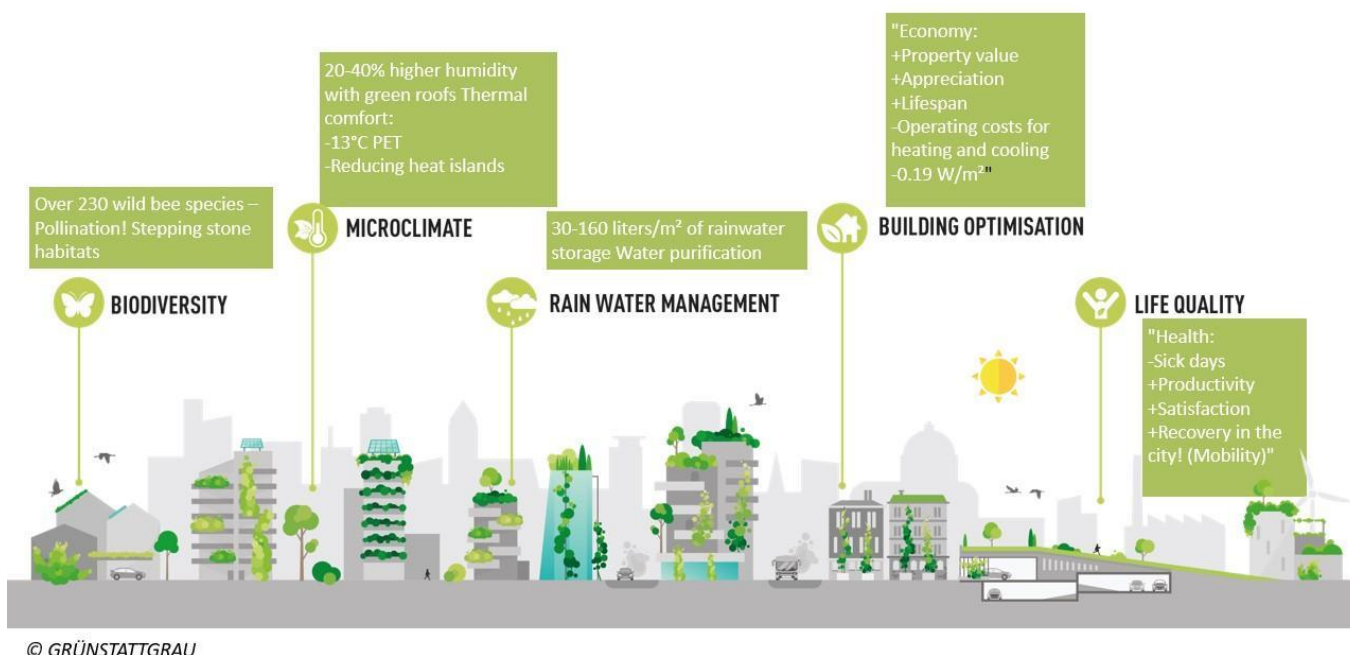 "Economy:
+Property value
+Appreciation
+Lifespan
-Operating costs for
heating and cooling
-0.19 W/m²"
20-40% higher humidity
with green roofs Thermal
comfort:
-13°C PET
-Reducing heat islands
Over 230 wild bee species –
Pollination! Stepping stone
habitats
MICROCLIMATE
30-160 liters/m² of rainwater
storage Water purification
BUILDING OPTIMISATION
BIODIVERSITY
RAIN WATER MANAGEMENT
LIFE QUALITY
"Health:
-Sick days
+Productivity
+Satisfaction
+Recovery in the
city! (Mobility)"
© GRÜNSTATTGRAU